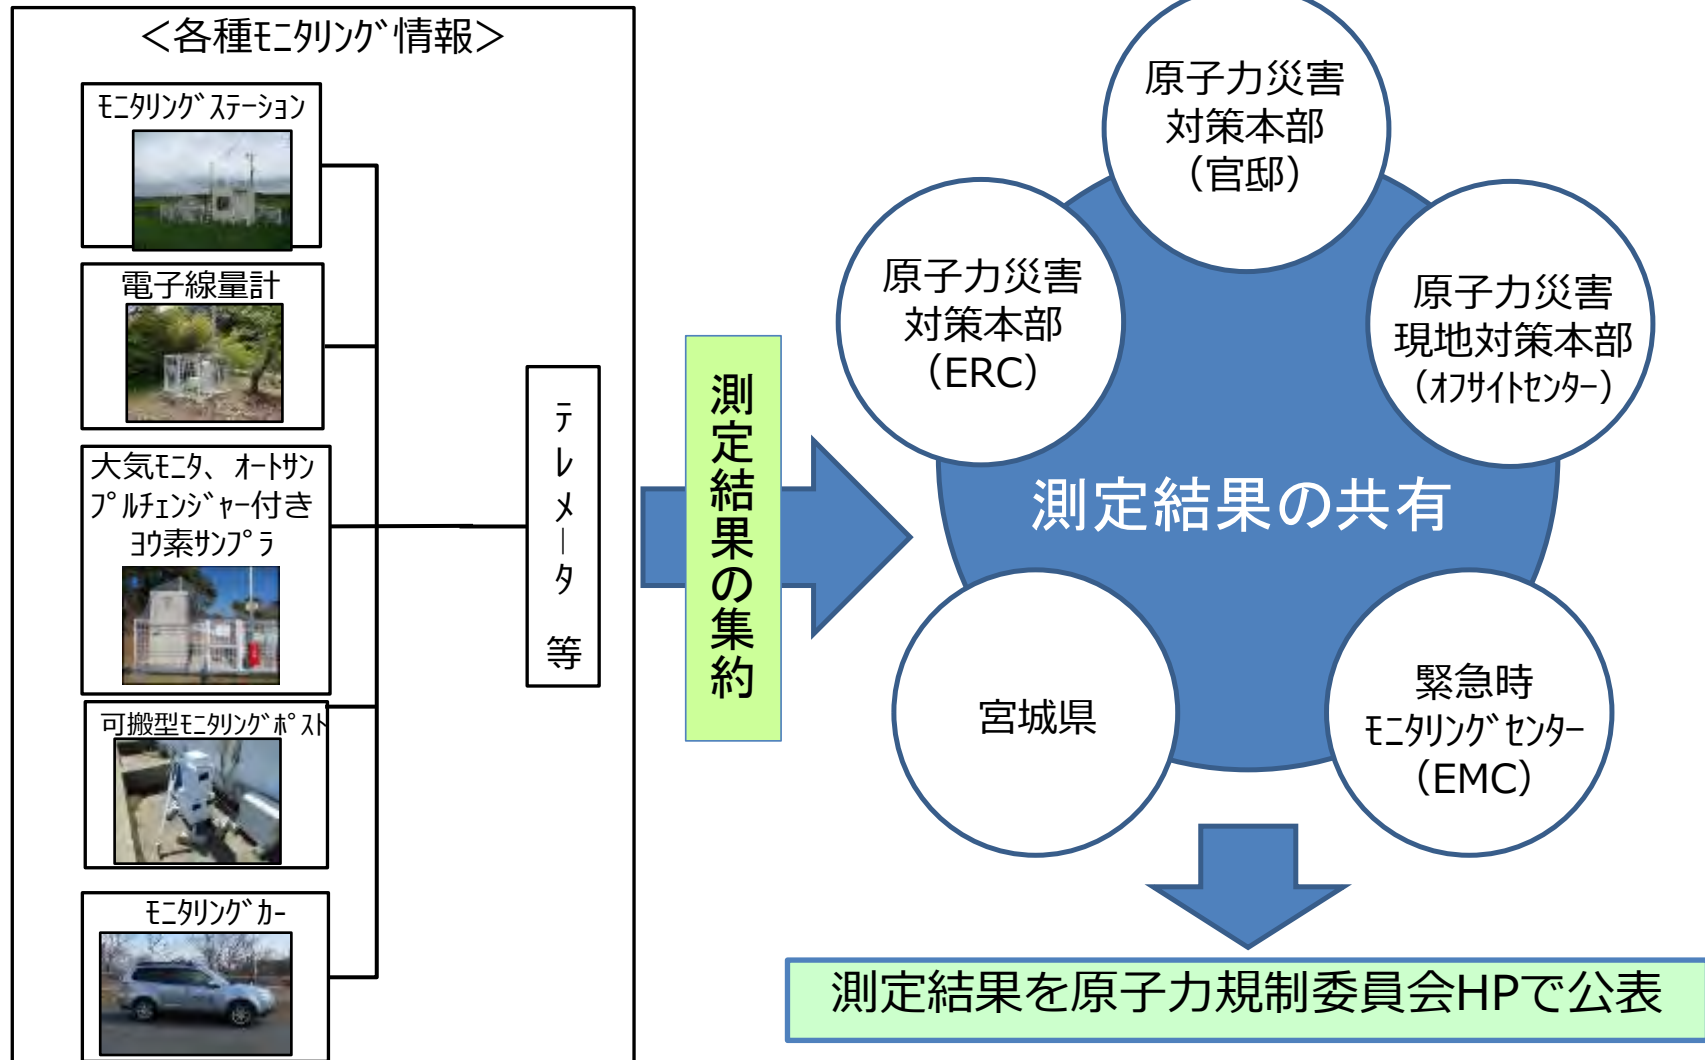 ＜各種ﾓﾆﾀﾘﾝｸﾞ情報＞
ﾓﾆﾀﾘﾝｸﾞｽﾃｰｼｮﾝ
電子線量計
大気ﾓﾆﾀ、ｵｰﾄｻﾝ
ﾌﾟﾙﾁｪﾝｼﾞｬｰ付き
ﾖｳ素ｻﾝﾌﾟﾗ
可搬型ﾓﾆﾀﾘﾝｸﾞﾎﾟｽﾄ
ﾓﾆﾀﾘﾝｸﾞｶｰ
ﾃﾚﾒｰﾀ 等
測定結果の集約
原子力災害
対策本部
（官邸）
原子力災害
対策本部
（ERC）
原子力災害
現地対策本部
（ｵﾌｻｲﾄｾﾝﾀｰ）
測定結果の共有
宮城県
緊急時
ﾓﾆﾀﾘﾝｸﾞｾﾝﾀｰ
（EMC）
測定結果を原子力規制委員会HPで公表